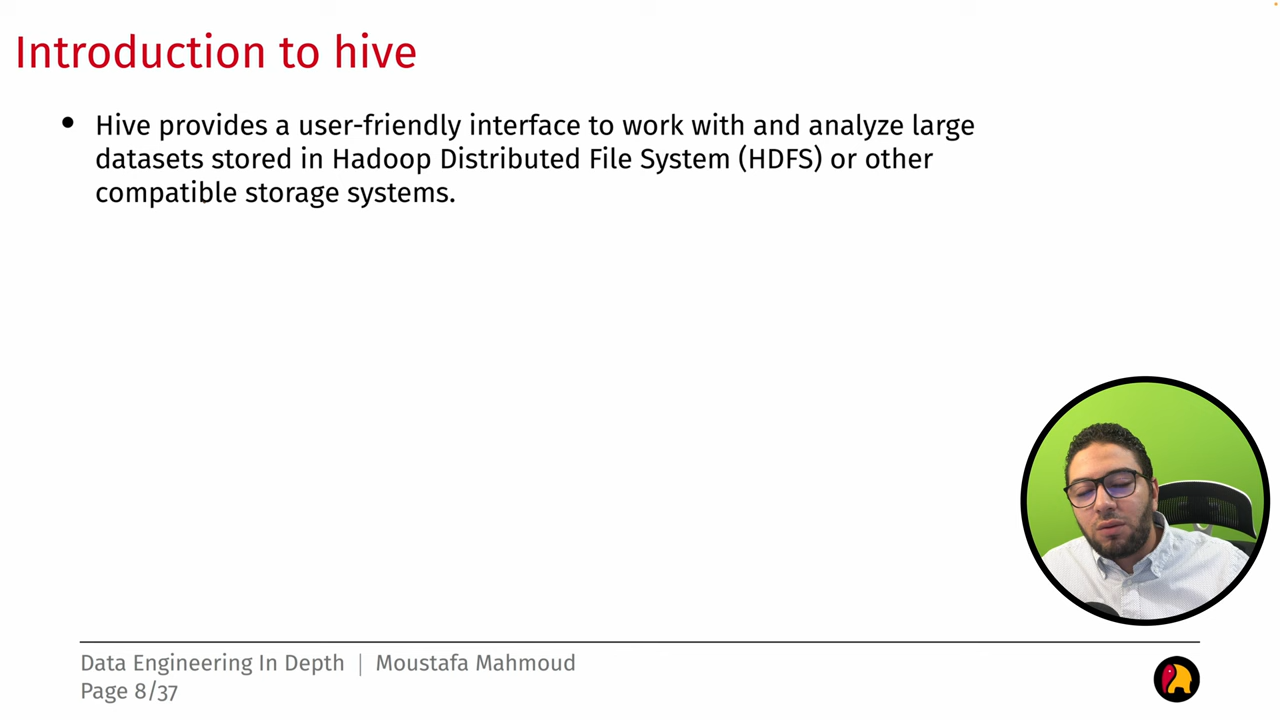 Introduction to hive
• Hive provides a user-friendly interface to work with and analyze large
datasets stored in Hadoop Distributed File System (HDFS) or other
compatible storage systems.
Data Engineering In Depth | Moustafa Mahmoud
Page 8/37